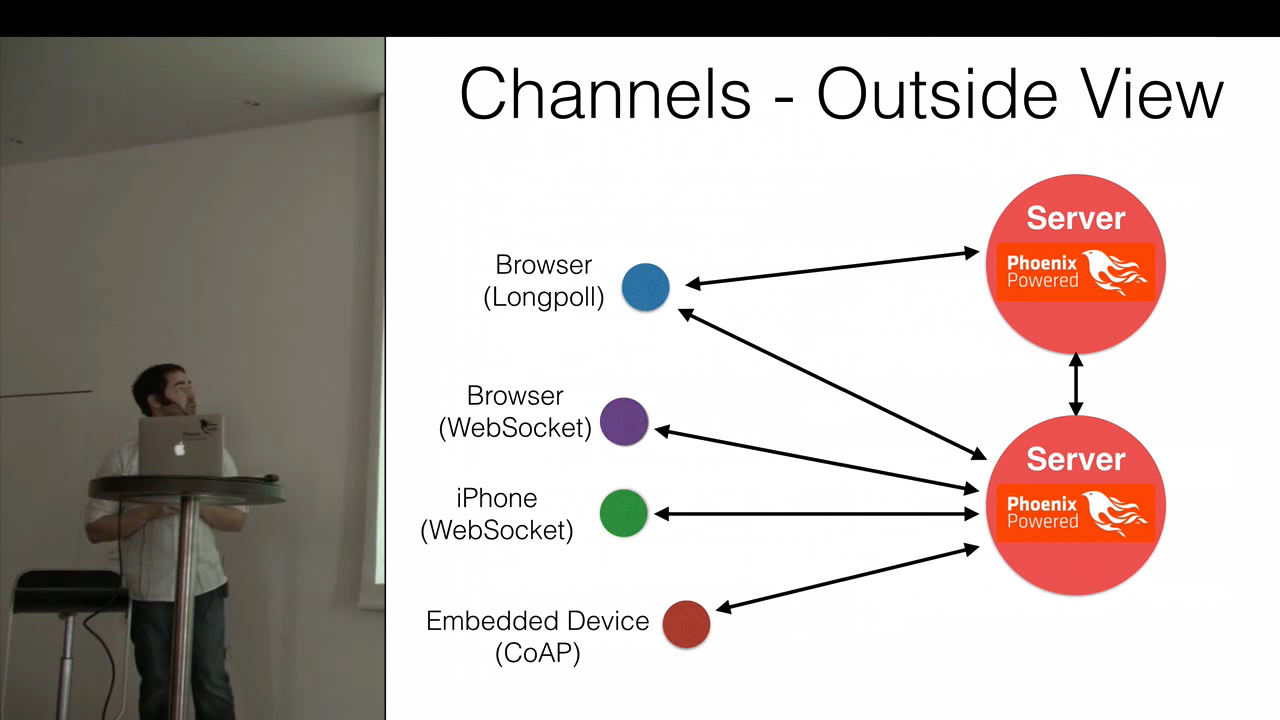 Channels - Outside View
Server
Phoenix
Powered
Browser
(Longpoll)
Browser
(WebSocket)
Server
Phoenix
Powered
iPhone
(WebSocket)
Embedded Device
(CoAP)